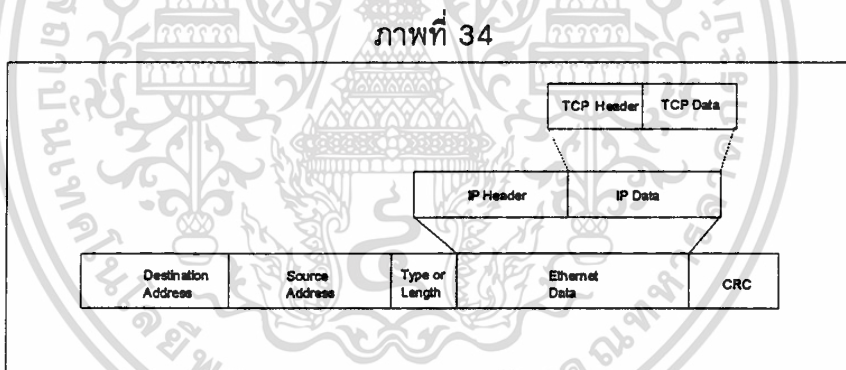 ภาพที่ 34
TCP Header TCP Data
IP Header IP Data
Destination Address Source Address Type or Length Ethernet Data CRC